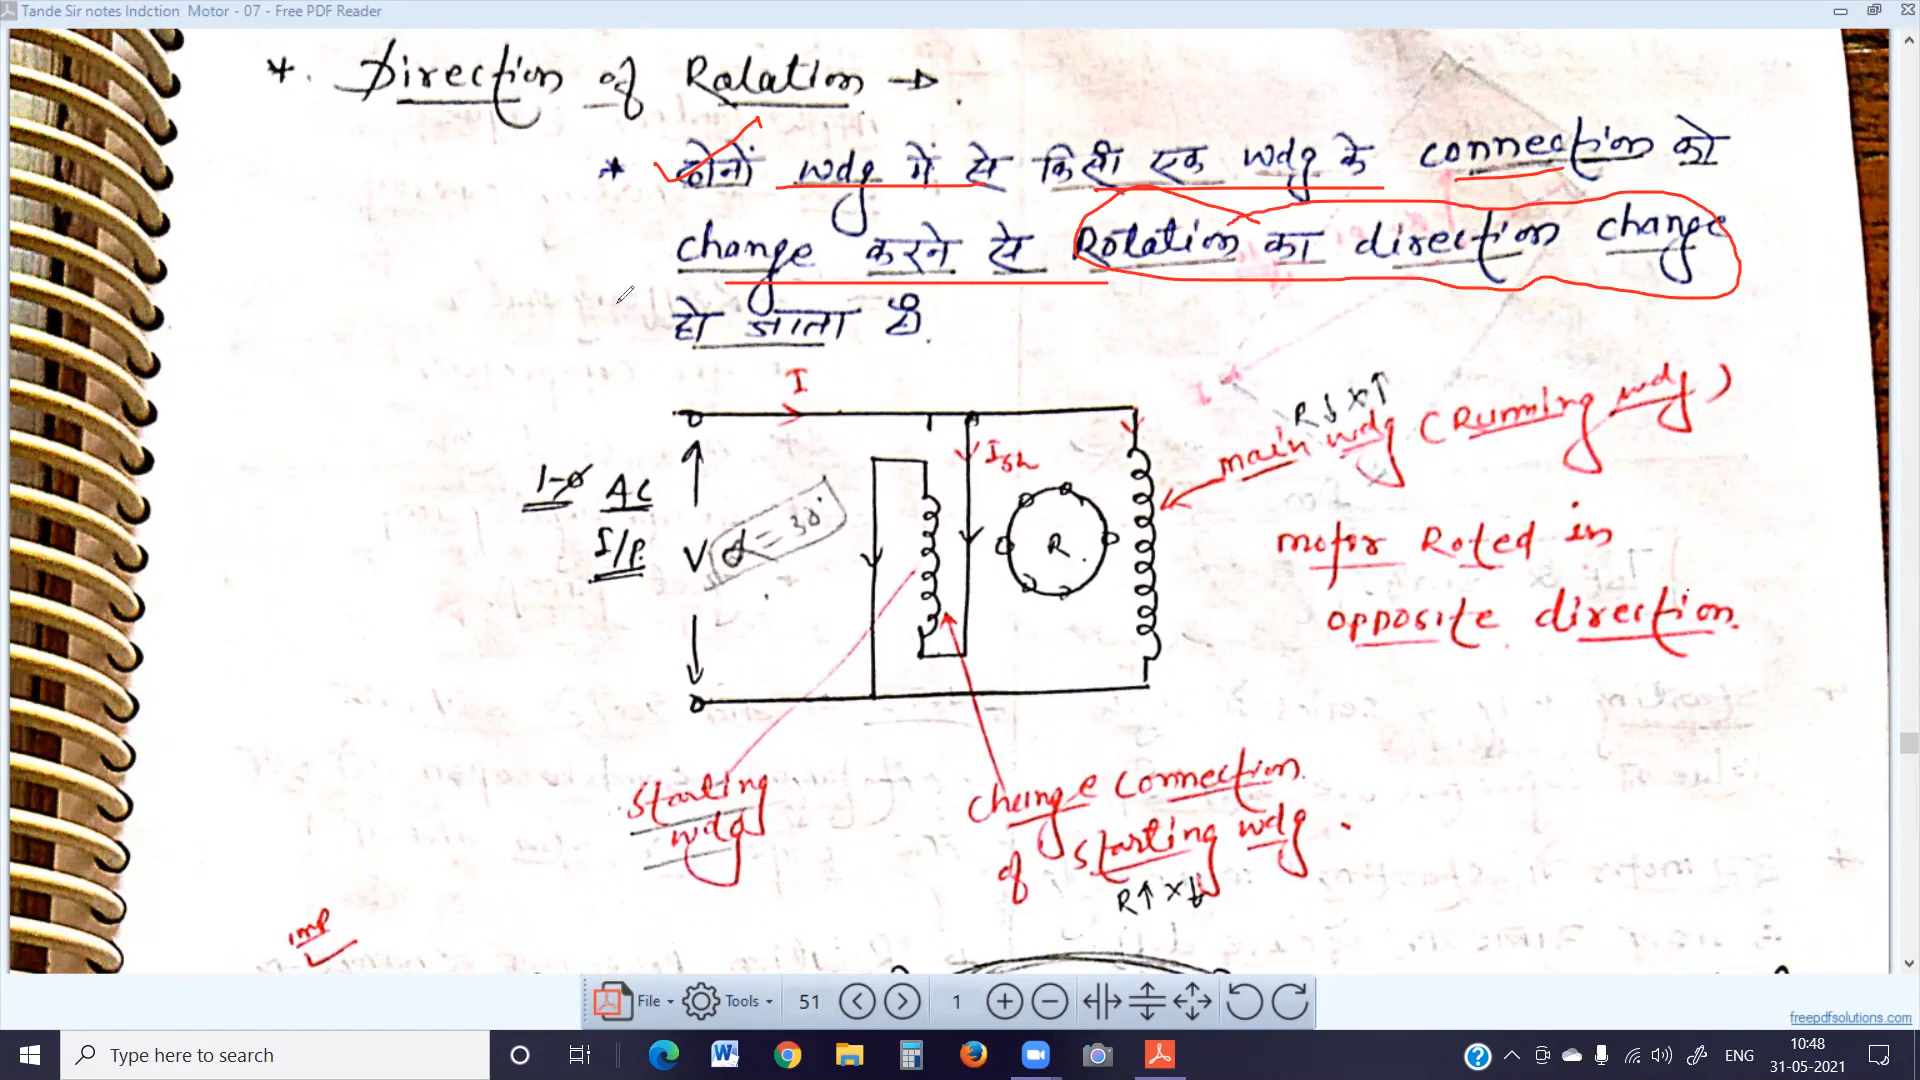 Tande Sir notes Indction Motor - 07 - Free PDF Reader
* Direction of Rotation →
* दोनों wdg में से किसी एक wdg के connection को
change करने से Rotation का direction change
हो जाता है.
I
R↓ X↑
main wdg (Running wdg)
Ish
1-φ AC
I/P.
V
α = 30°
R
motor Roted in
opposite direction.
Starting
wdg
Change Connection
of Starting wdg.
R↑ X↓
imp
File
Tools
51
1
freepdfsolutions.com
Type here to search
ENG
10:48
31-05-2021